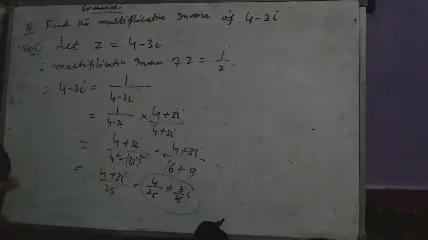 Q Find the multiplicative inverse of 4-3i
Sol: Let z = 4-3i
∴ multiplicative inverse of z = 1/z.
∴ 4-3i = 1/(4-3i)
= 1/(4-3i) × (4+3i)/(4+3i)
= (4+3i)/(4²-(3i)²) = (4+3i)/(16+9)
= (4+3i)/25 = 4/25 + 3/25 i